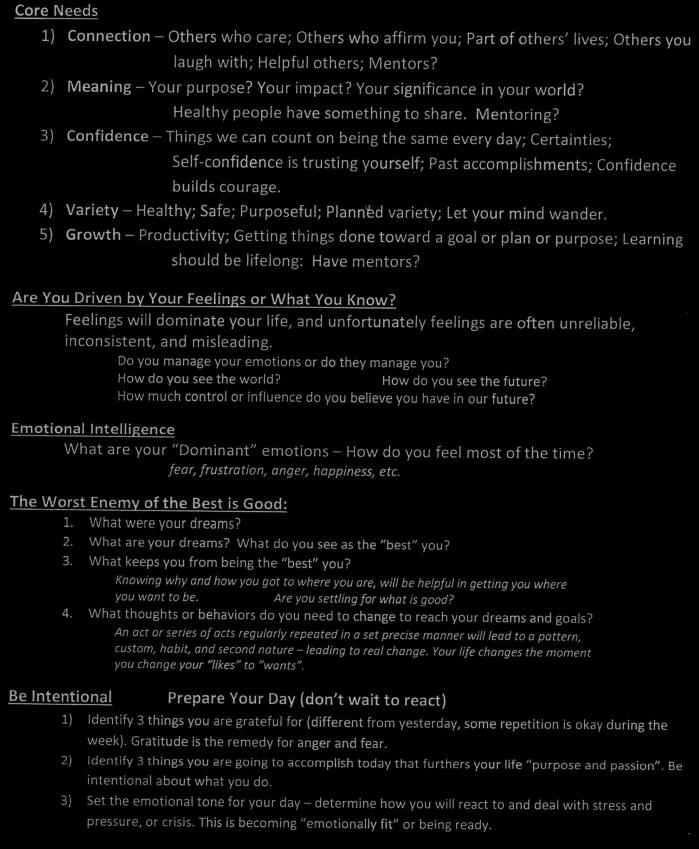 Core Needs
1) Connection – Others who care; Others who affirm you; Part of others' lives; Others you
laugh with; Helpful others; Mentors?
2) Meaning – Your purpose? Your impact? Your significance in your world?
Healthy people have something to share. Mentoring?
3) Confidence – Things we can count on being the same every day; Certainties;
Self-confidence is trusting yourself; Past accomplishments; Confidence
builds courage.
4) Variety – Healthy; Safe; Purposeful; Planned variety; Let your mind wander.
5) Growth – Productivity; Getting things done toward a goal or plan or purpose; Learning
should be lifelong: Have mentors?
Are You Driven by Your Feelings or What You Know?
Feelings will dominate your life, and unfortunately feelings are often unreliable,
inconsistent, and misleading.
Do you manage your emotions or do they manage you?
How do you see the world? How do you see the future?
How much control or influence do you believe you have in our future?
Emotional Intelligence
What are your "Dominant" emotions – How do you feel most of the time?
fear, frustration, anger, happiness, etc.
The Worst Enemy of the Best is Good:
1. What were your dreams?
2. What are your dreams? What do you see as the "best" you?
3. What keeps you from being the "best" you?
Knowing why and how you got to where you are, will be helpful in getting you where
you want to be. Are you settling for what is good?
4. What thoughts or behaviors do you need to change to reach your dreams and goals?
An act or series of acts regularly repeated in a set precise manner will lead to a pattern,
custom, habit, and second nature – leading to real change. Your life changes the moment
you change your "likes" to "wants".
Be Intentional Prepare Your Day (don't wait to react)
1) Identify 3 things you are grateful for (different from yesterday, some repetition is okay during the
week). Gratitude is the remedy for anger and fear.
2) Identify 3 things you are going to accomplish today that furthers your life "purpose and passion". Be
intentional about what you do.
3) Set the emotional tone for your day – determine how you will react to and deal with stress and
pressure, or crisis. This is becoming "emotionally fit" or being ready.